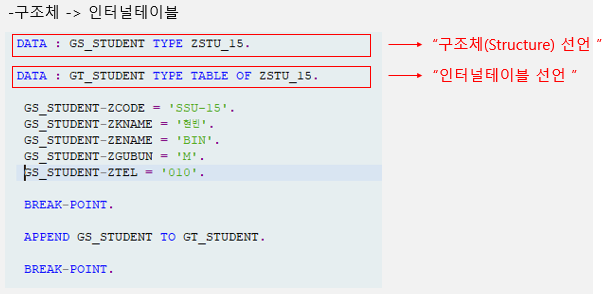 -구조체 -> 인터널테이블
DATA : GS_STUDENT TYPE ZSTU_15.
“구조체(Structure) 선언 ”
DATA : GT_STUDENT TYPE TABLE OF ZSTU_15.
“인터널테이블 선언 ”
GS_STUDENT-ZCODE = 'SSU-15'.
GS_STUDENT-ZKNAME = '현빈'.
GS_STUDENT-ZENAME = 'BIN'.
GS_STUDENT-ZGUBUN = 'M'.
GS_STUDENT-ZTEL = '010'.
BREAK-POINT.
APPEND GS_STUDENT TO GT_STUDENT.
BREAK-POINT.